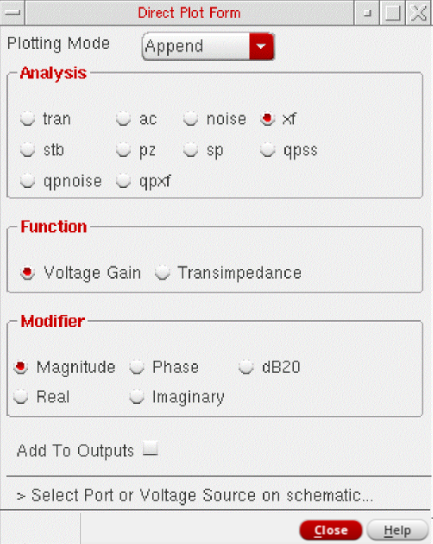 Direct Plot Form
Plotting Mode Append
Analysis
tran ac noise xf
stb pz sp qpss
qpnoise qpxf
Function
Voltage Gain Transimpedance
Modifier
Magnitude Phase dB20
Real Imaginary
Add To Outputs
> Select Port or Voltage Source on schematic...
Close Help